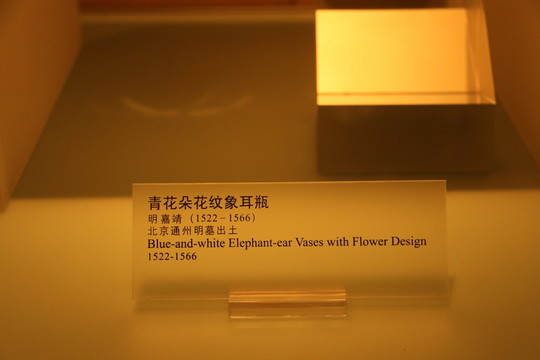 青花朵花纹象耳瓶
明嘉靖（1522－1566）
北京通州明墓出土
Blue-and-white Elephant-ear Vases with Flower Design
1522-1566